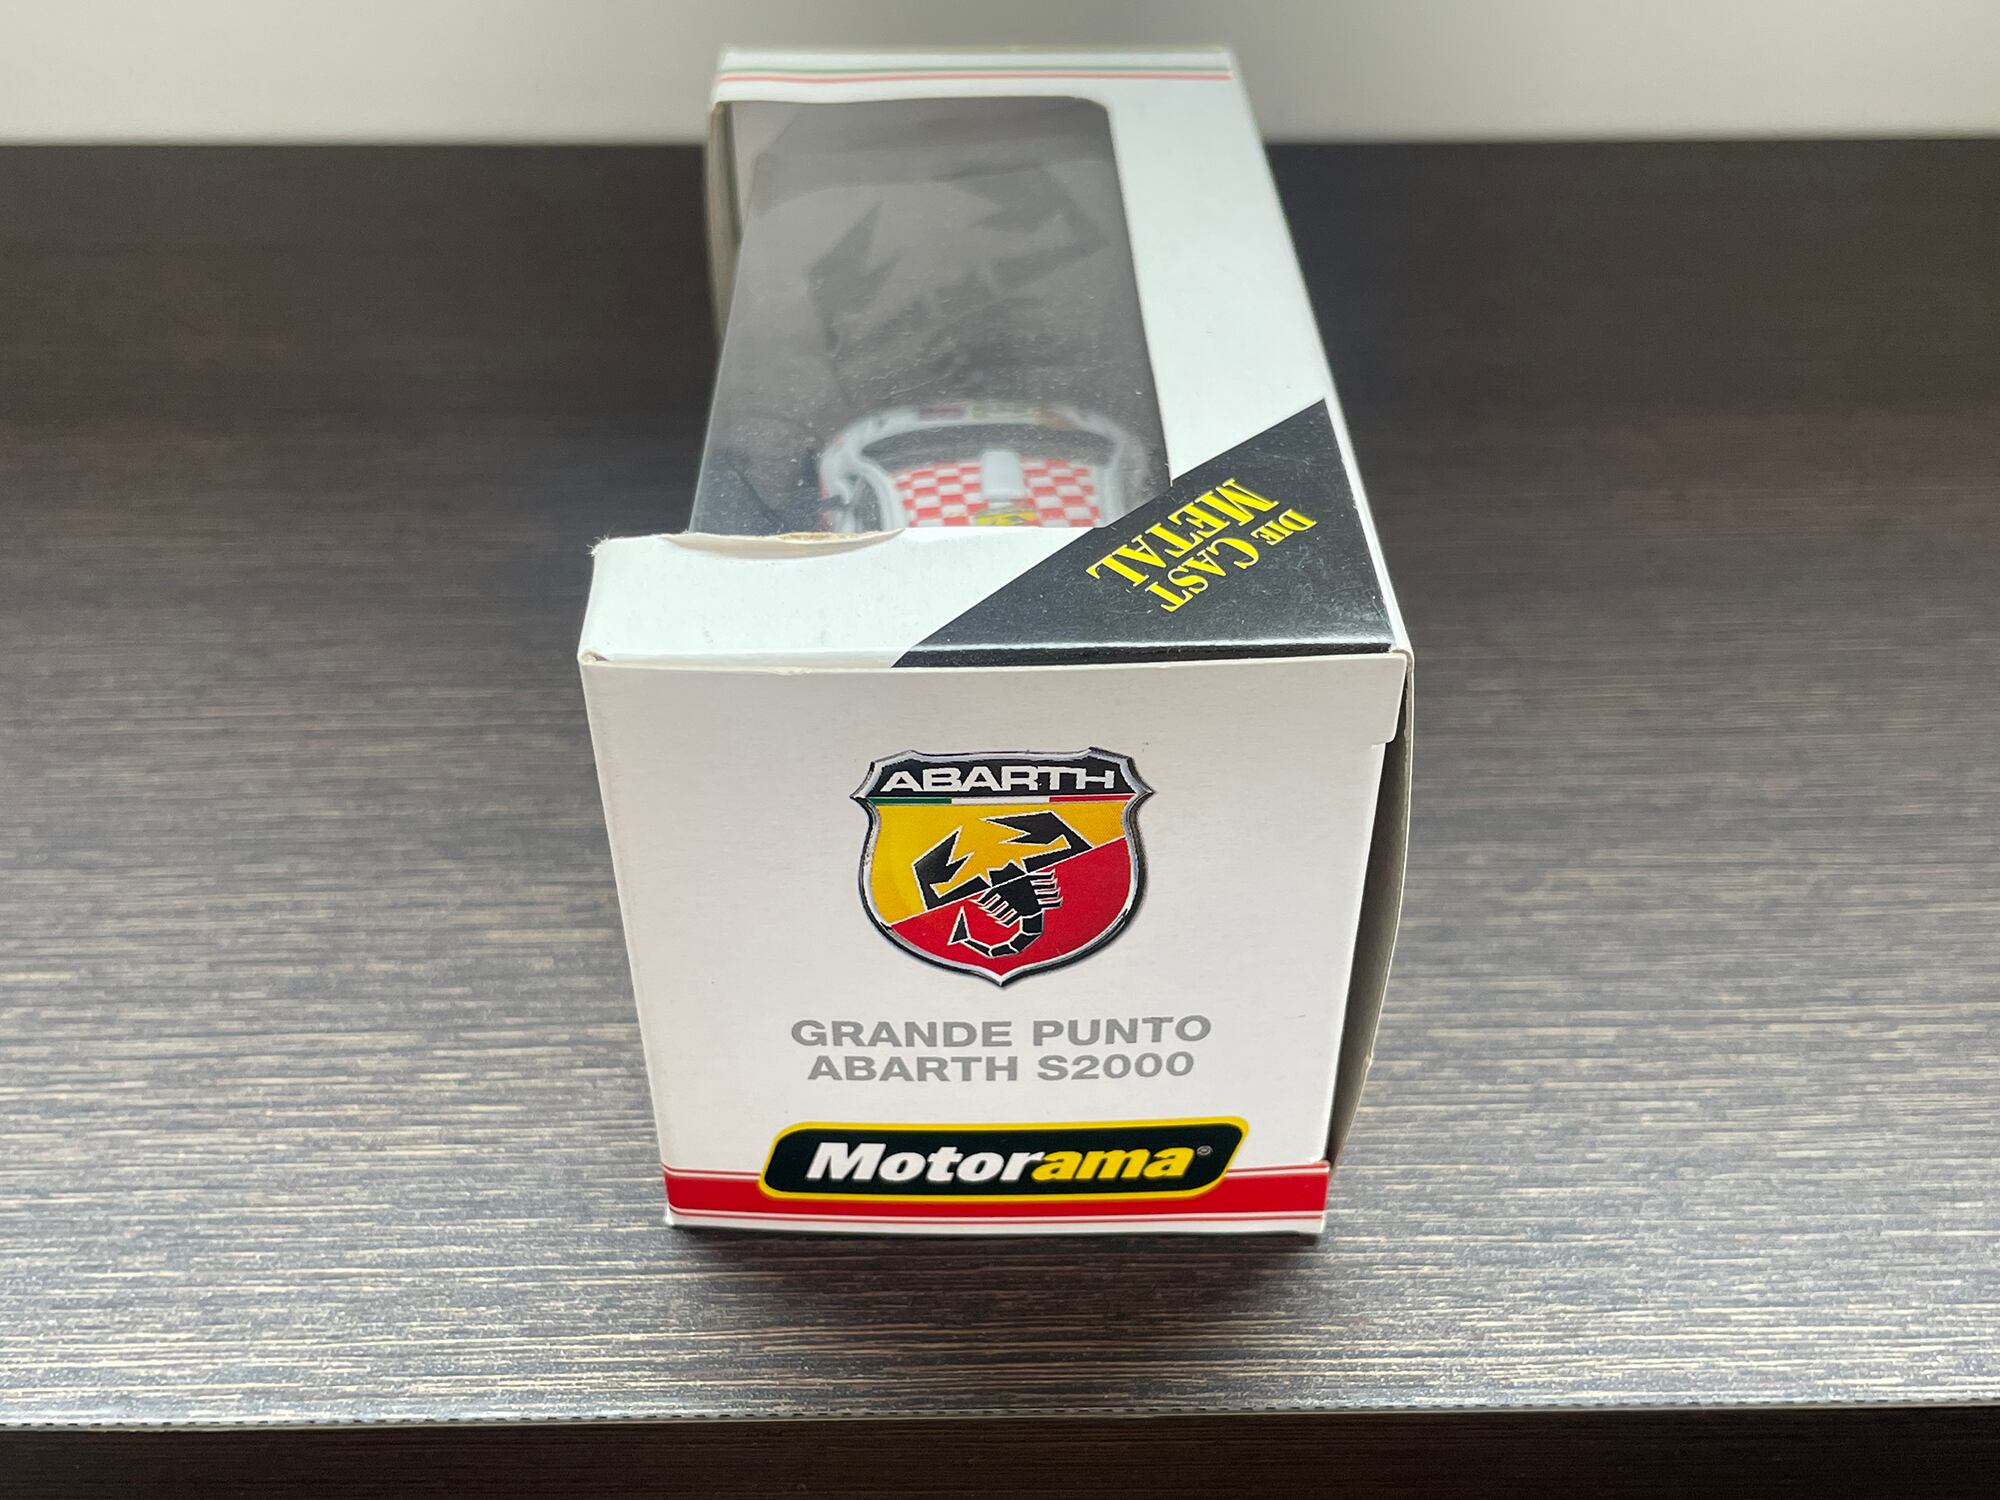 DIE CAST
METAL
ABARTH
GRANDE PUNTO
ABARTH S2000
Motorama®